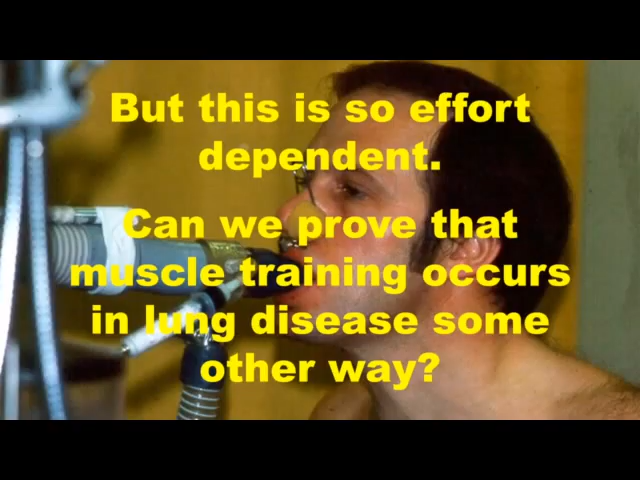 But this is so effort
dependent.
Can we prove that
muscle training occurs
in lung disease some
other way?